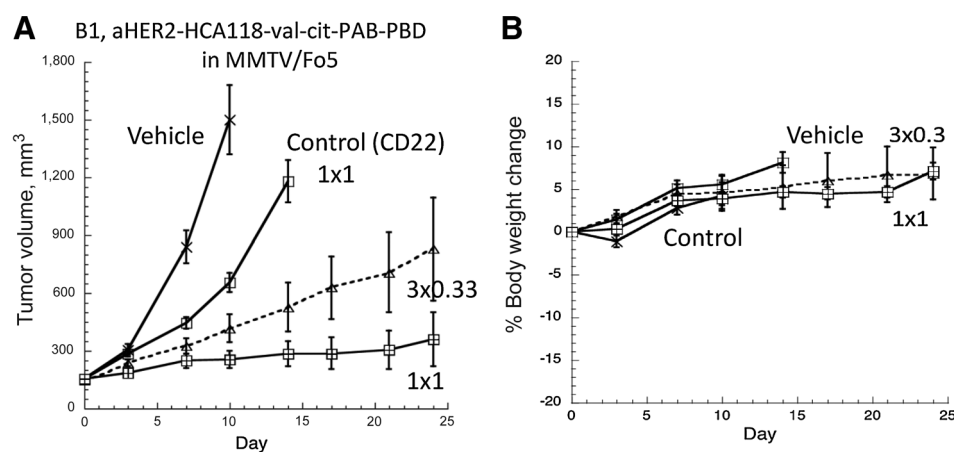 A
B1, aHER2-HCA118-val-cit-PAB-PBD
in MMTV/Fo5
Tumor volume, mm3
1,800
1,500
1,200
900
600
300
0
Vehicle
Control (CD22)
1x1
3x0.33
1x1
0
5
10
15
20
25
Day
B
% Body weight change
20
15
10
5
0
-5
-10
-15
-20
Vehicle
3x0.3
Control
1x1
0
5
10
15
20
25
Day